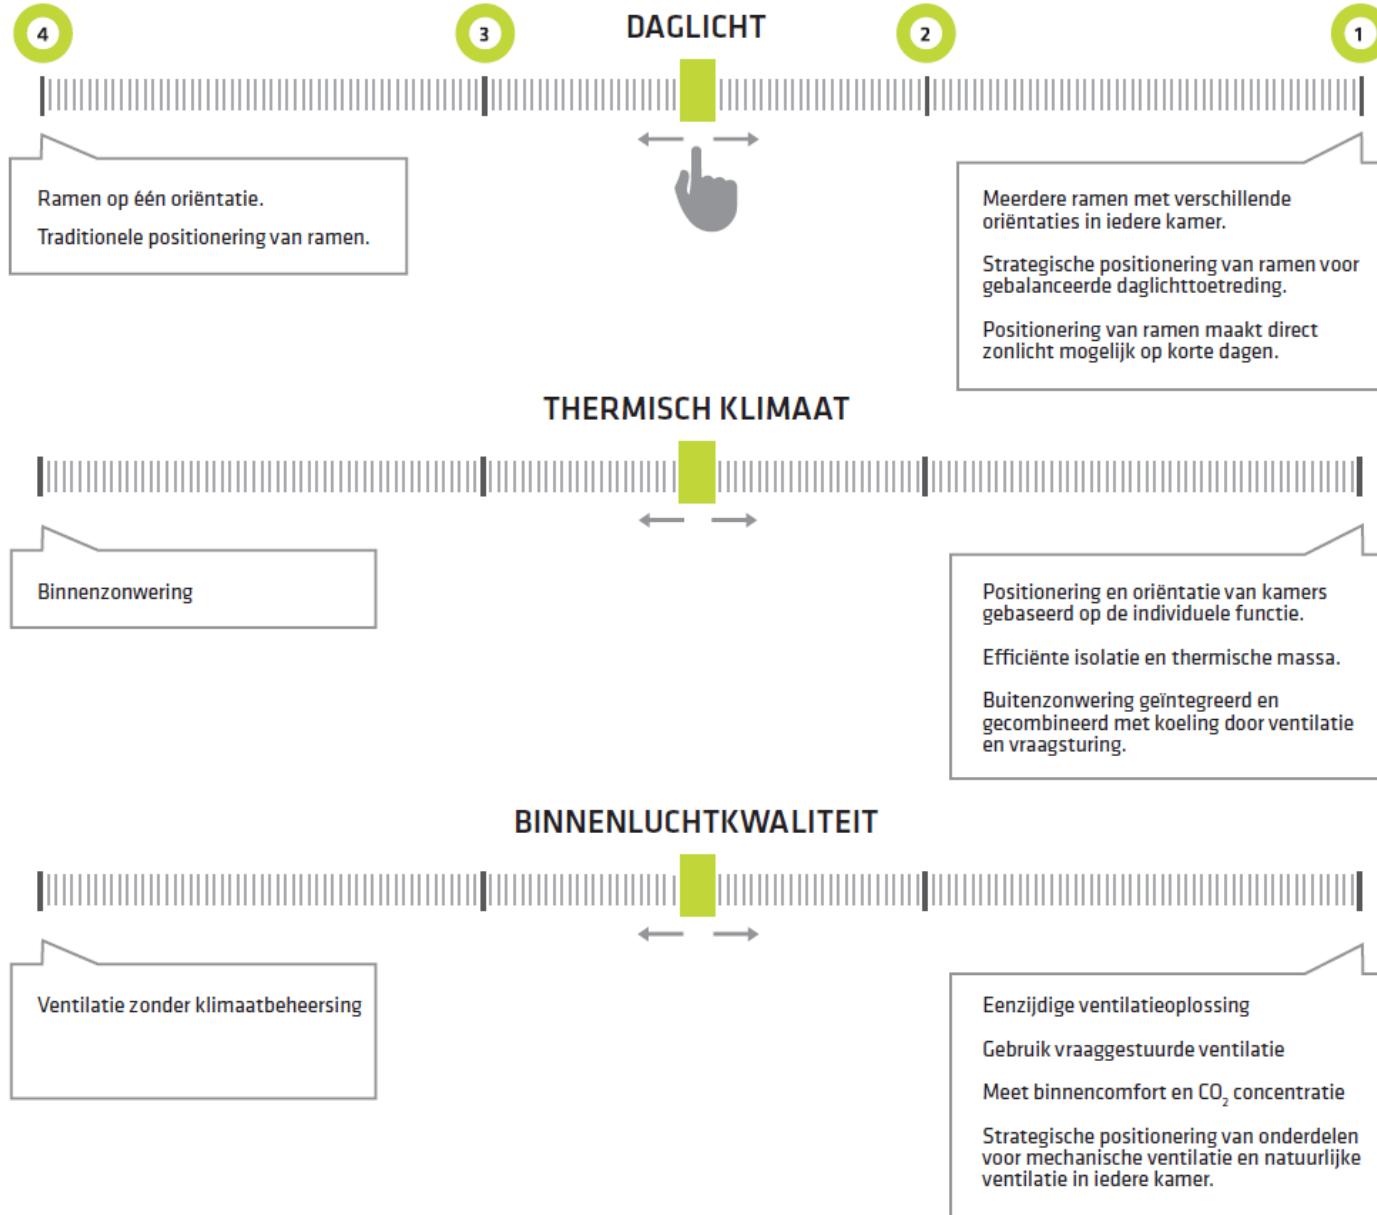 4
3
DAGLICHT
2
1
Ramen op één oriëntatie.
Traditionele positionering van ramen.
Meerdere ramen met verschillende
oriëntaties in iedere kamer.
Strategische positionering van ramen voor
gebalanceerde daglichttoetreding.
Positionering van ramen maakt direct
zonlicht mogelijk op korte dagen.
THERMISCH KLIMAAT
Binnenzonwering
Positionering en oriëntatie van kamers
gebaseerd op de individuele functie.
Efficiënte isolatie en thermische massa.
Buitenzonwering geïntegreerd en
gecombineerd met koeling door ventilatie
en vraagsturing.
BINNENLUCHTKWALITEIT
Ventilatie zonder klimaatbeheersing
Eenzijdige ventilatieoplossing
Gebruik vraaggestuurde ventilatie
Meet binnencomfort en CO₂ concentratie
Strategische positionering van onderdelen
voor mechanische ventilatie en natuurlijke
ventilatie in iedere kamer.